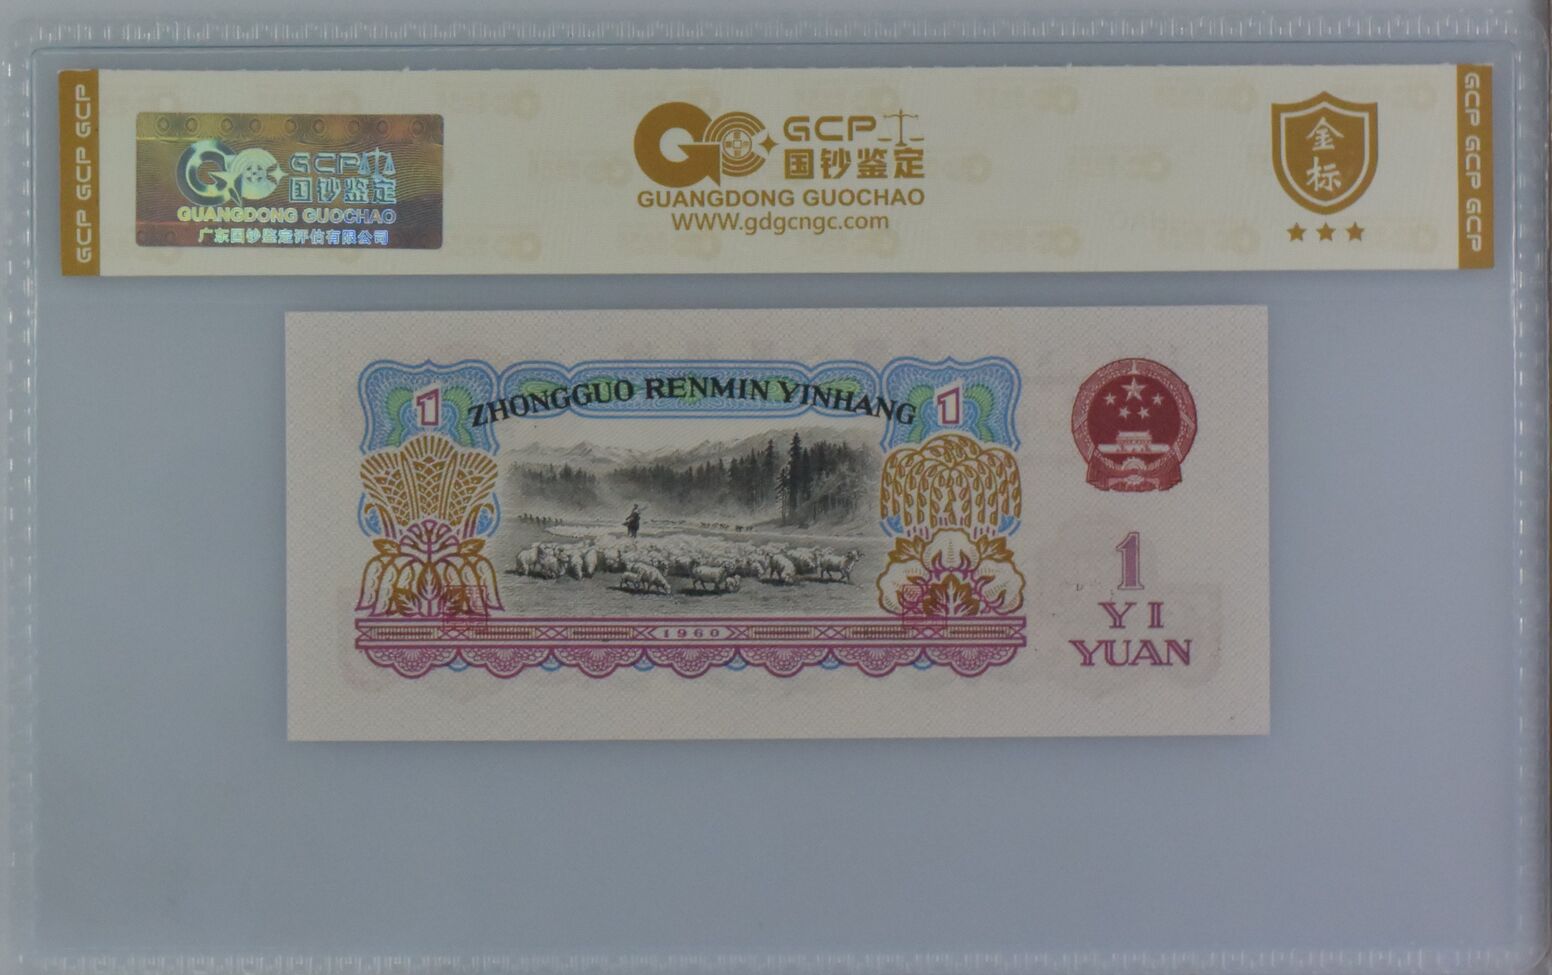 GCP GCP GCP
GCP
国钞鉴定
GUANGDONG GUOCHAO
广东国钞鉴定评估有限公司
GCP
国钞鉴定
GUANGDONG GUOCHAO
WWW.gdgcngc.com
金标
GCP GCP GCP
1
ZHONGGUO RENMIN YINHANG
1
1960
1
YI
YUAN